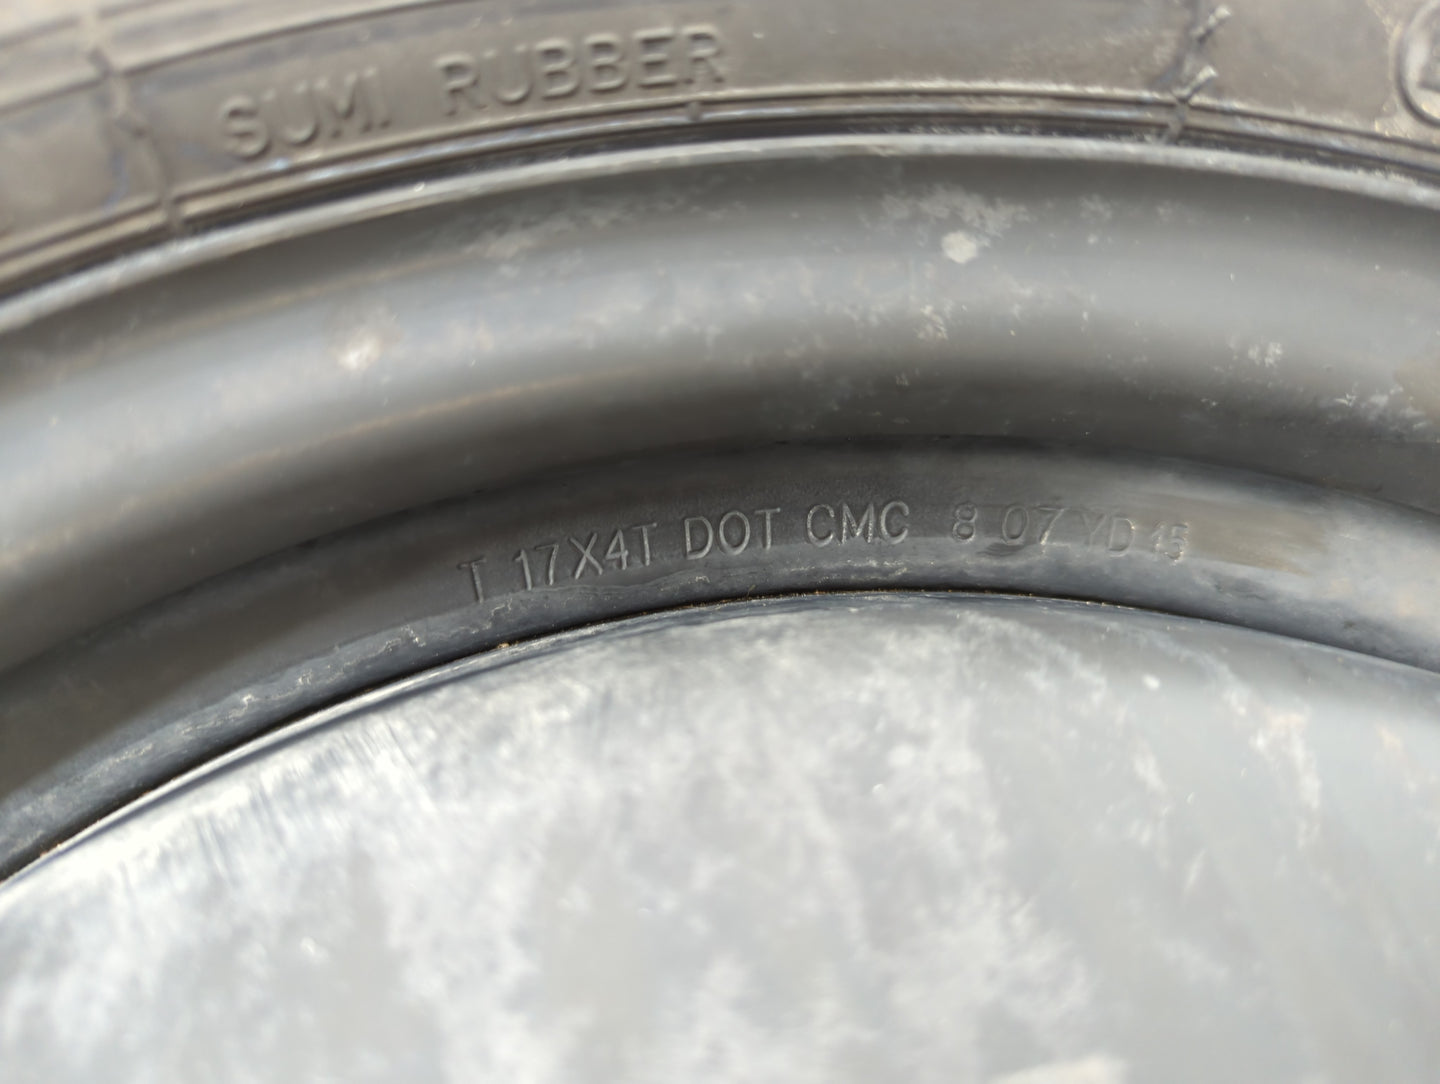 SUMI RUBBER
T 17X4T DOT CMC 8 07 YD 15